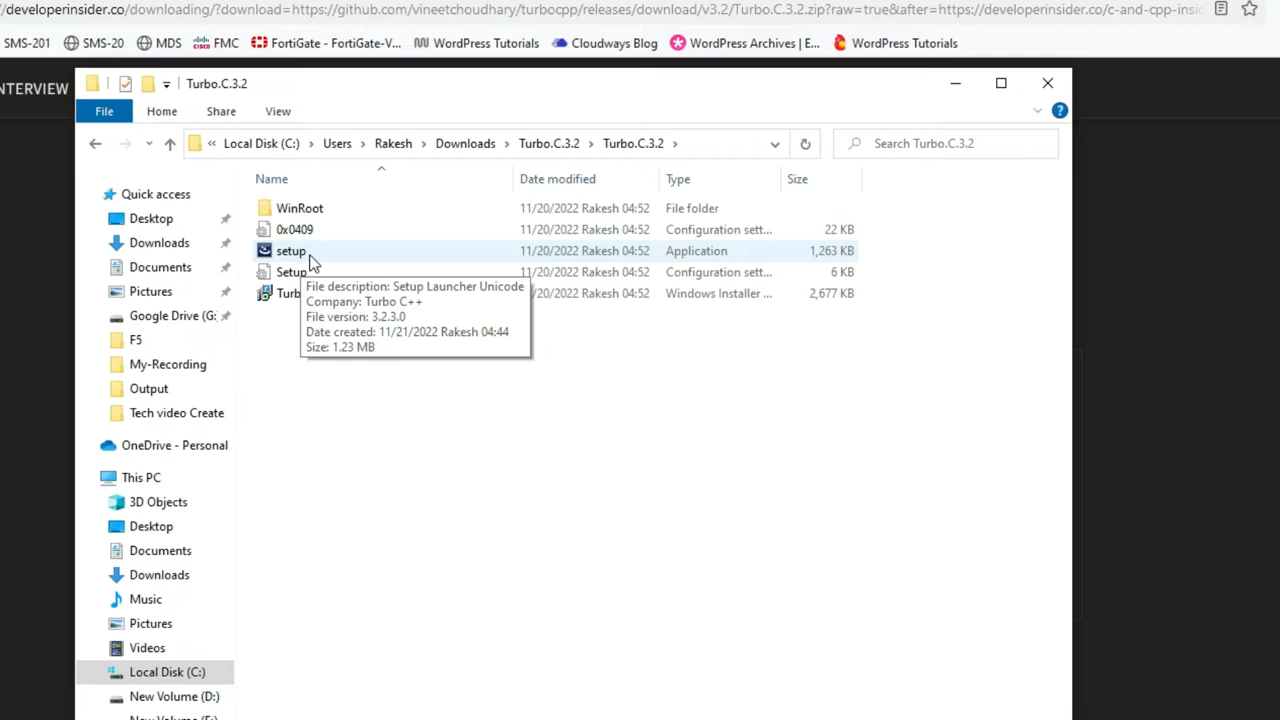 /developerinsider.co/downloading/?download=https://github.com/vineetchoudhary/turbocpp/releases/download/v3.2/Turbo.C.3.2.zip?raw=true&after=https://developerinsider.co/c-and-cpp-insi
SMS-201 SMS-20 MDS FMC FortiGate - FortiGate-V... WordPress Tutorials Cloudways Blog WordPress Archives | E... WordPress Tutorials
NTERVIEW
Turbo.C.3.2
File Home Share View
« Local Disk (C:) › Users › Rakesh › Downloads › Turbo.C.3.2 › Turbo.C.3.2 ›
Search Turbo.C.3.2
Name Date modified Type Size
WinRoot 11/20/2022 Rakesh 04:52 File folder
0x0409 11/20/2022 Rakesh 04:52 Configuration sett... 22 KB
setup 11/20/2022 Rakesh 04:52 Application 1,263 KB
Setup 11/20/2022 Rakesh 04:52 Configuration sett... 6 KB
Turb /20/2022 Rakesh 04:52 Windows Installer ... 2,677 KB
File description: Setup Launcher Unicode
Company: Turbo C++
File version: 3.2.3.0
Date created: 11/21/2022 Rakesh 04:44
Size: 1.23 MB
Quick access
Desktop
Downloads
Documents
Pictures
Google Drive (G:
F5
My-Recording
Output
Tech video Create
OneDrive - Personal
This PC
3D Objects
Desktop
Documents
Downloads
Music
Pictures
Videos
Local Disk (C:)
New Volume (D:)